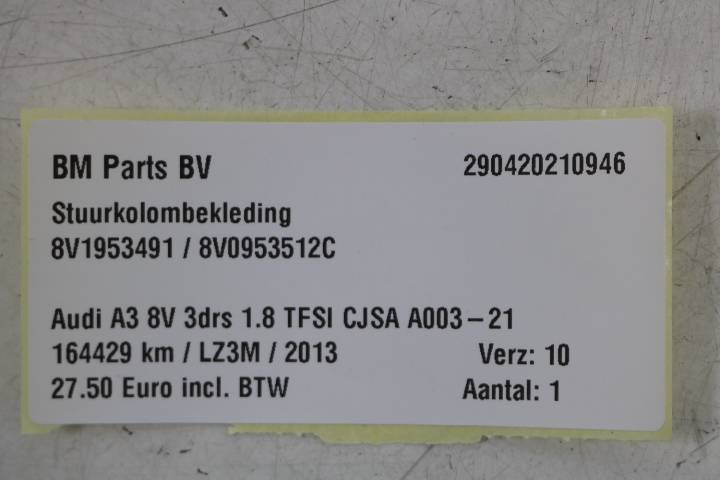 BM Parts BV 290420210946
Stuurkolombekleding
8V1953491 / 8V0953512C
Audi A3 8V 3drs 1.8 TFSI CJSA A003-21
164429 km / LZ3M / 2013 Verz: 10
27.50 Euro incl. BTW Aantal: 1